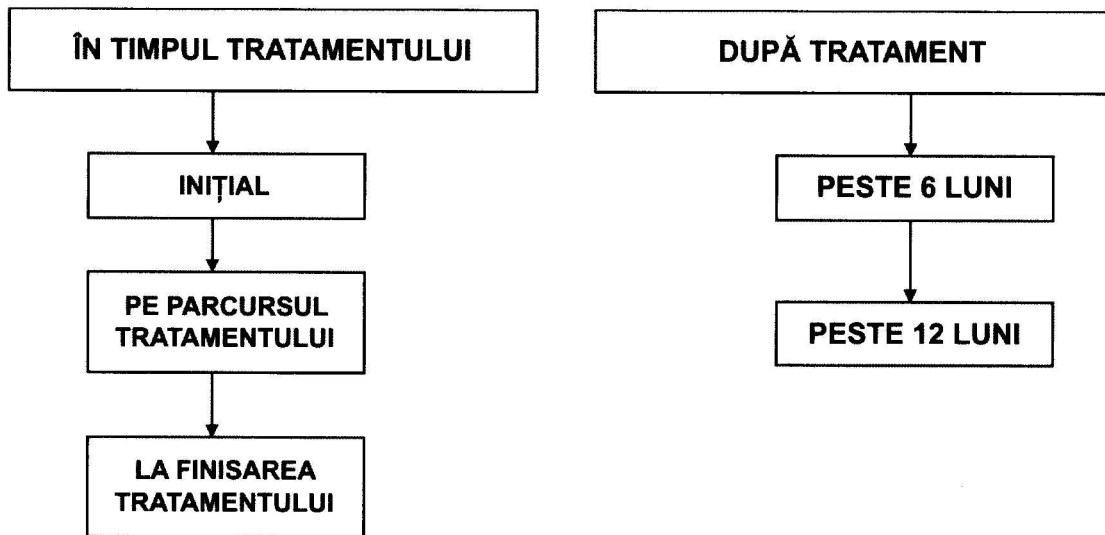 ÎN TIMPUL TRATAMENTULUI
INIȚIAL
PE PARCURSUL
TRATAMENTULUI
LA FINISAREA
TRATAMENTULUI
DUPĂ TRATAMENT
PESTE 6 LUNI
PESTE 12 LUNI